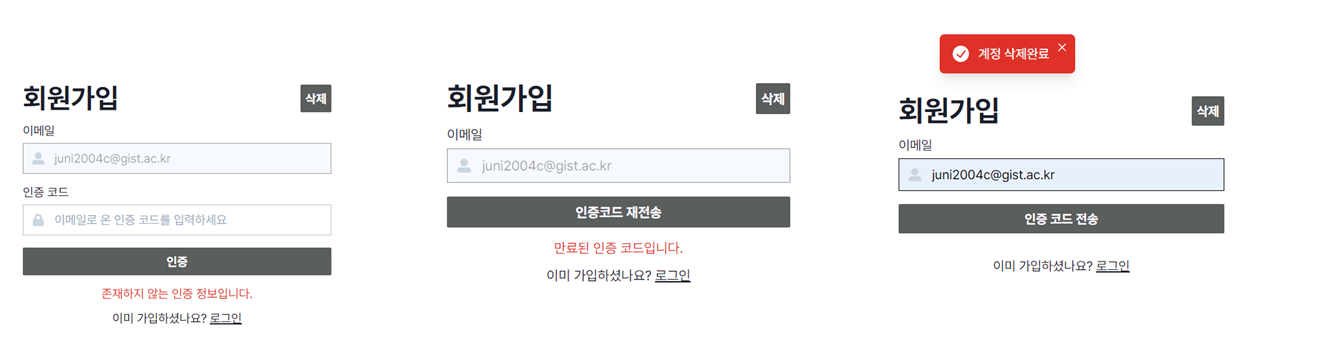 회원가입
삭제
이메일
juni2004c@gist.ac.kr
인증 코드
이메일로 온 인증 코드를 입력하세요
인증
존재하지 않는 인증 정보입니다.
이미 가입하셨나요? 로그인
회원가입
삭제
이메일
juni2004c@gist.ac.kr
인증코드 재전송
만료된 인증 코드입니다.
이미 가입하셨나요? 로그인
계정 삭제완료
회원가입
삭제
이메일
juni2004c@gist.ac.kr
인증 코드 전송
이미 가입하셨나요? 로그인